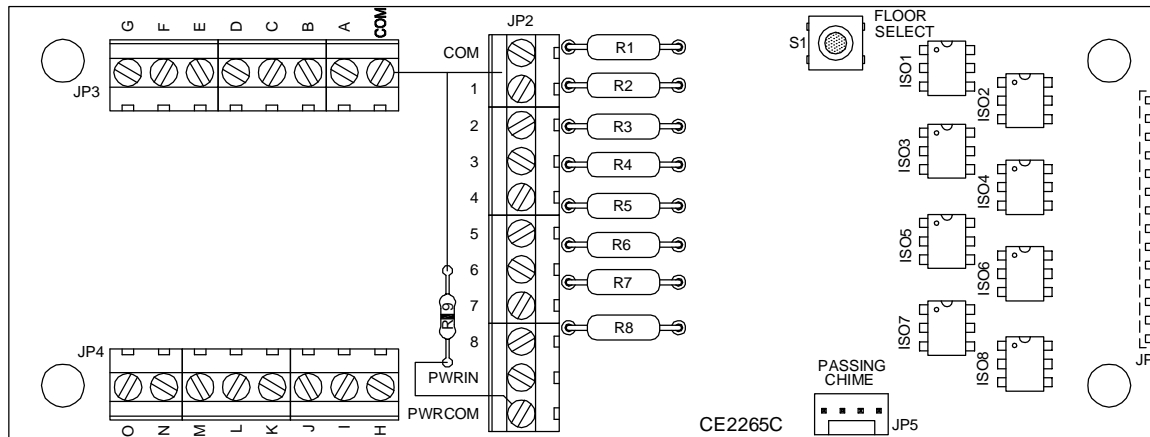 G F E D C B A COM
JP3
JP2
COM
1
2
3
4
5
6
7
8
PWRIN
PWRCOM
R1
R2
R3
R4
R5
R6
R7
R8
S1
FLOOR
SELECT
ISO1
ISO2
ISO3
ISO4
ISO5
ISO6
ISO7
ISO8
JP4
O N M L K J I H
PASSING
CHIME
JP5
CE2265C